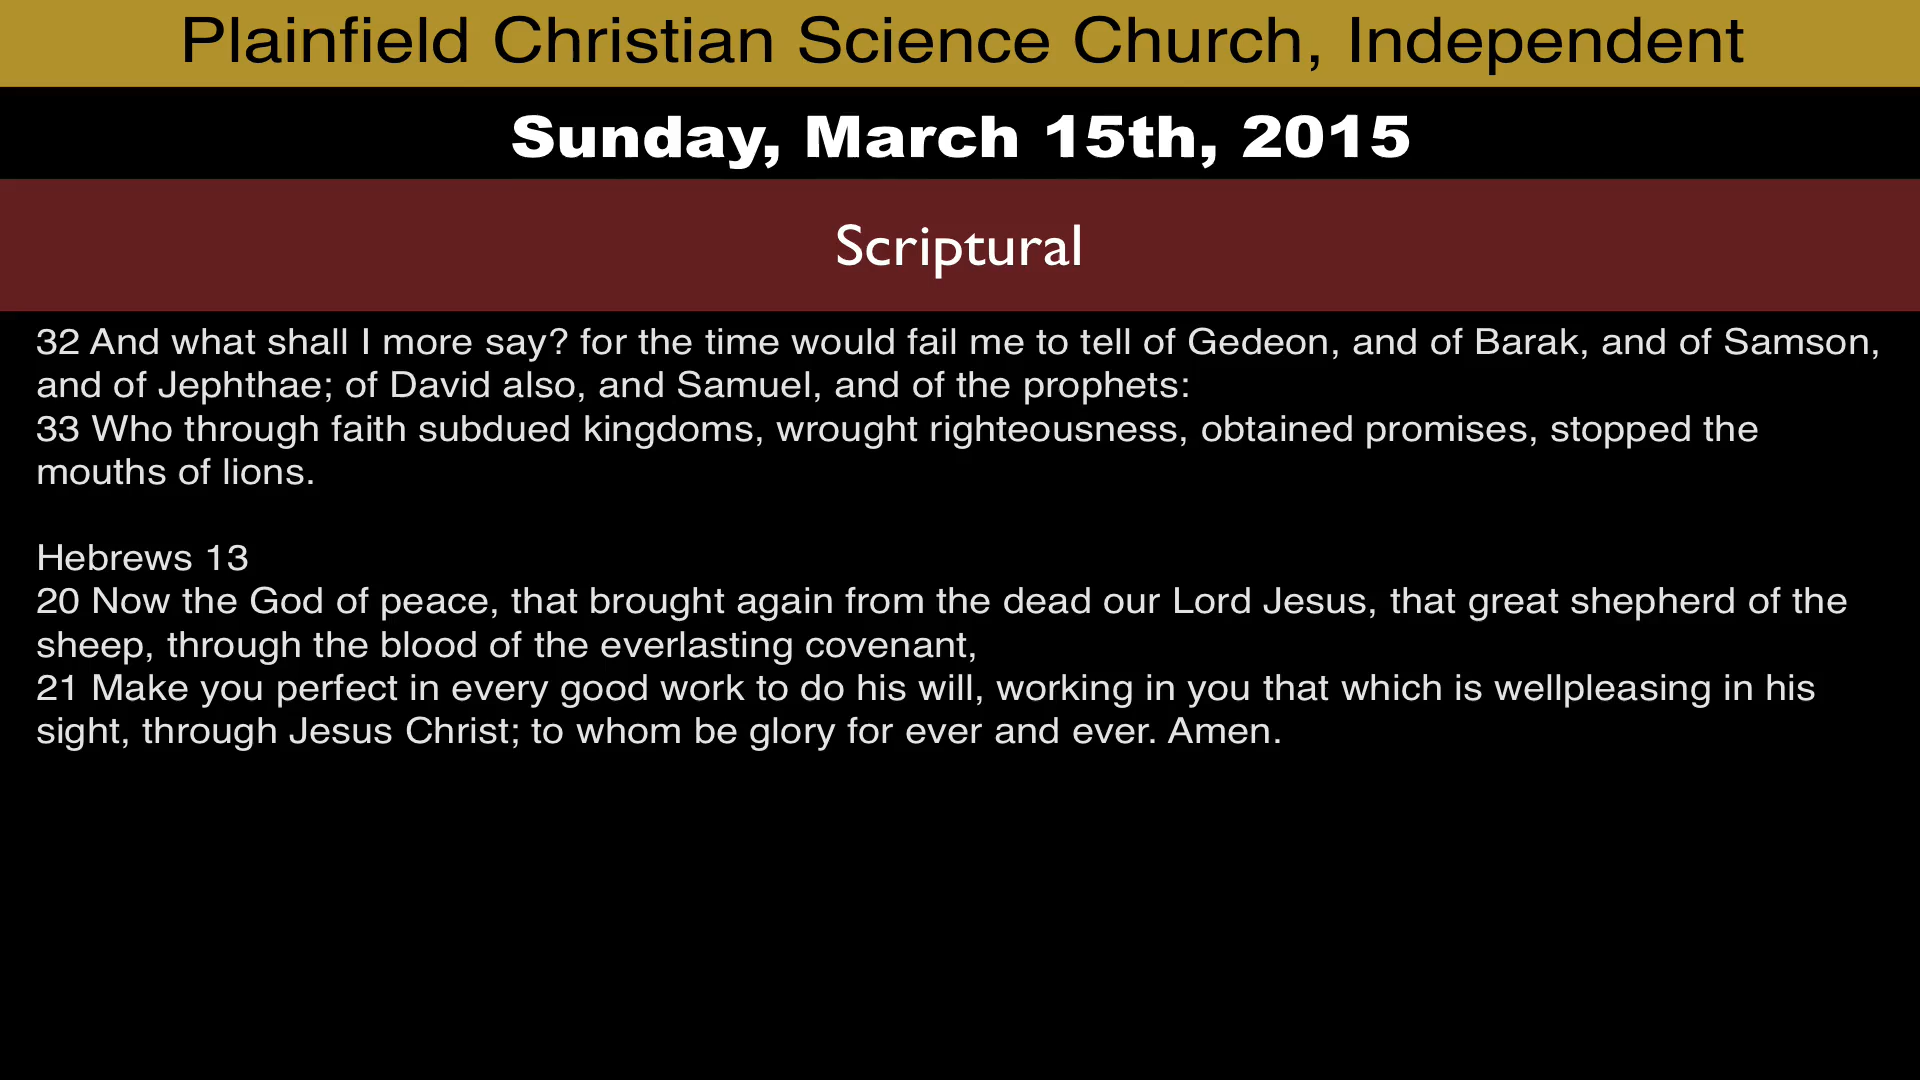 Plainfield Christian Science Church, Independent
Sunday, March 15th, 2015
Scriptural
32 And what shall I more say? for the time would fail me to tell of Gedeon, and of Barak, and of Samson,
and of Jephthae; of David also, and Samuel, and of the prophets:
33 Who through faith subdued kingdoms, wrought righteousness, obtained promises, stopped the
mouths of lions.
Hebrews 13
20 Now the God of peace, that brought again from the dead our Lord Jesus, that great shepherd of the
sheep, through the blood of the everlasting covenant,
21 Make you perfect in every good work to do his will, working in you that which is wellpleasing in his
sight, through Jesus Christ; to whom be glory for ever and ever. Amen.